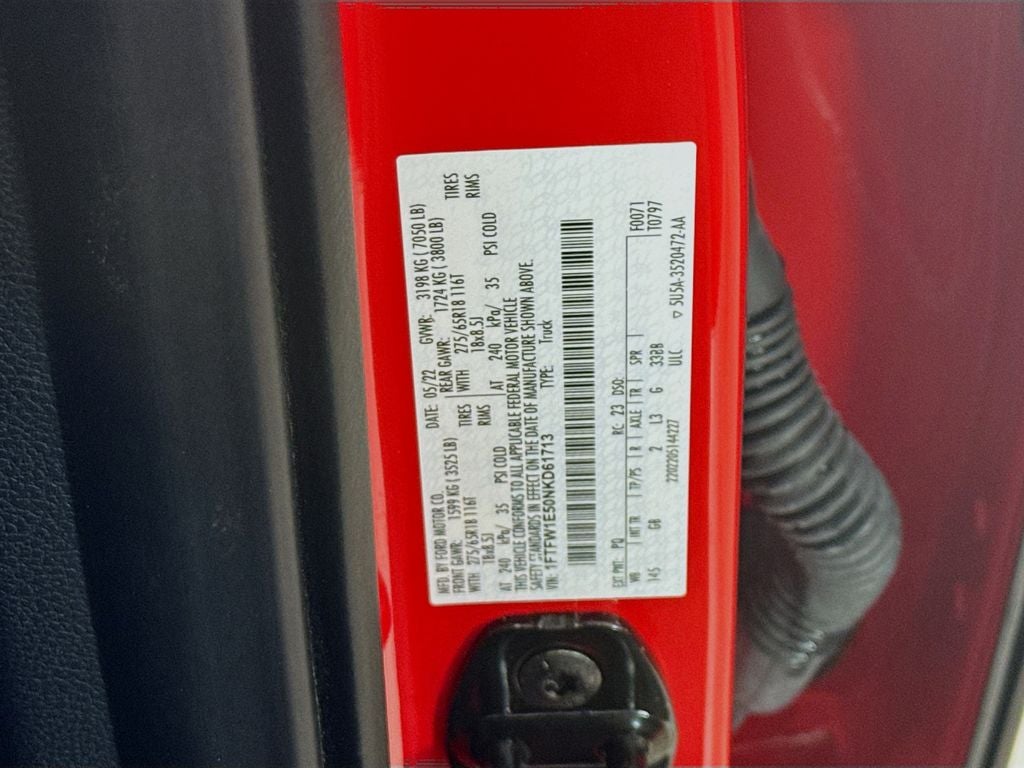 MFD. BY FORD MOTOR CO. DATE: 05/22 GVWR: 3198 KG ( 7050 LB)
FRONT GAWR: 1599 KG ( 3525 LB) REAR GAWR: 1724 KG ( 3800 LB)
WITH 275/65R18 116T TIRES WITH 275/65R18 116T TIRES
18x8.5J RIMS 18x8.5J RIMS
AT 240 kPa/ 35 PSI COLD AT 240 kPa/ 35 PSI COLD
THIS VEHICLE CONFORMS TO ALL APPLICABLE FEDERAL MOTOR VEHICLE
SAFETY STANDARDS IN EFFECT ON THE DATE OF MANUFACTURE SHOWN ABOVE.
VIN: 1FTFW1E50NKD61713 TYPE: Truck
EXT PNT: PQ RC: 23 DSO: F0071
WB INT TR TP/PS R AXLE TR SPR T0797
145 GB 2 L3 G 33BB
2202205144227 ULC ▽ 5U5A-3520472-AA